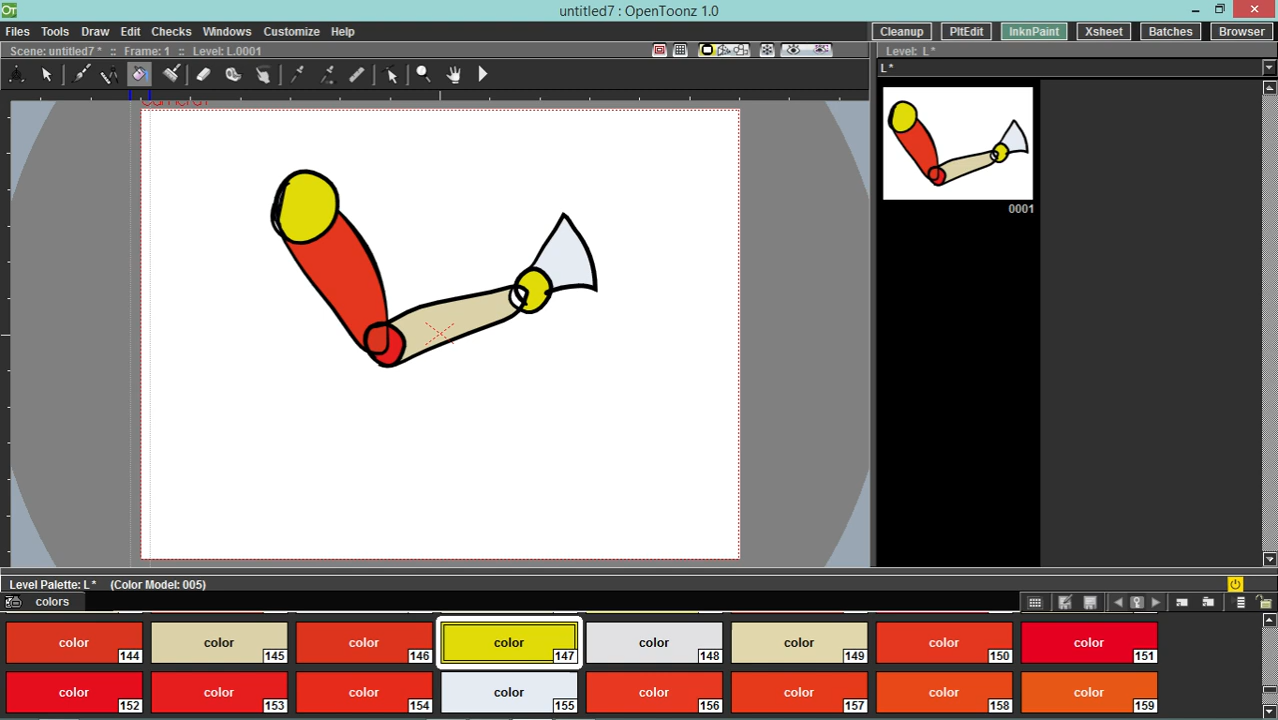 untitled7 : OpenToonz 1.0
Files Tools Draw Edit Checks Windows Customize Help
Cleanup PltEdit InknPaint Xsheet Batches Browser
Scene: untitled7 * :: Frame: 1 :: Level: L.0001
Level: L*
L*
0001
Level Palette: L* (Color Model: 005)
colors
color 144 color 145 color 146 color 147 color 148 color 149 color 150 color 151
color 152 color 153 color 154 color 155 color 156 color 157 color 158 color 159